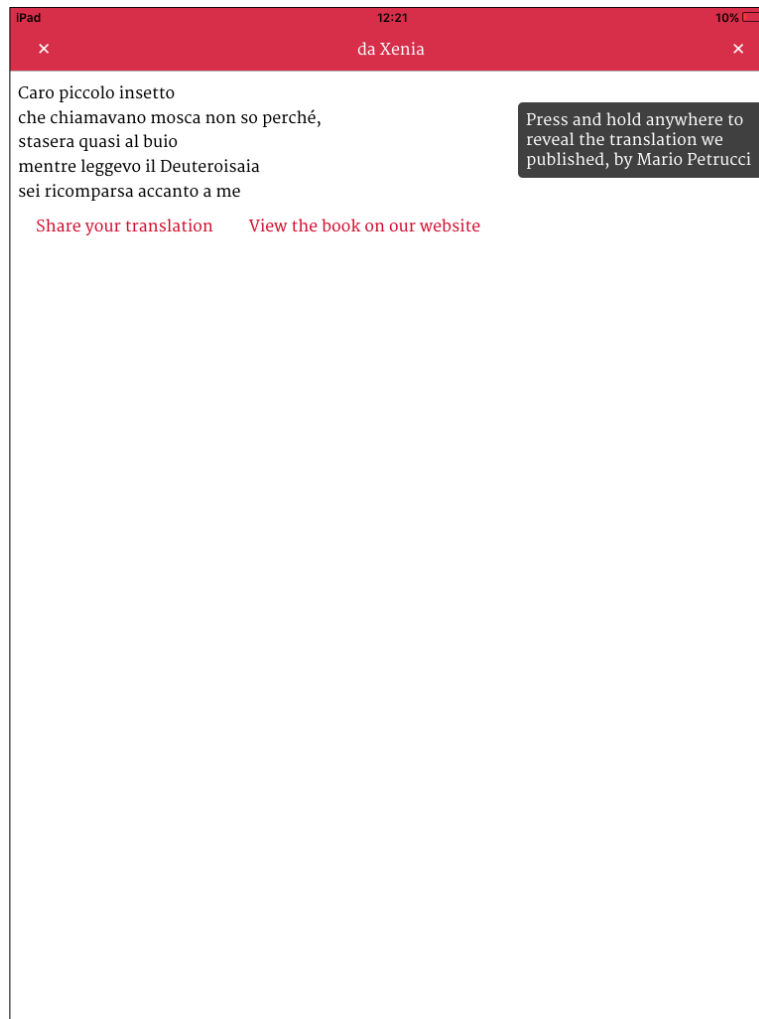 iPad 12:21 10%
× da Xenia ×
Caro piccolo insetto
che chiamavano mosca non so perché,
stasera quasi al buio
mentre leggevo il Deuteroisaia
sei ricomparsa accanto a me
Press and hold anywhere to
reveal the translation we
published, by Mario Petrucci
Share your translation View the book on our website